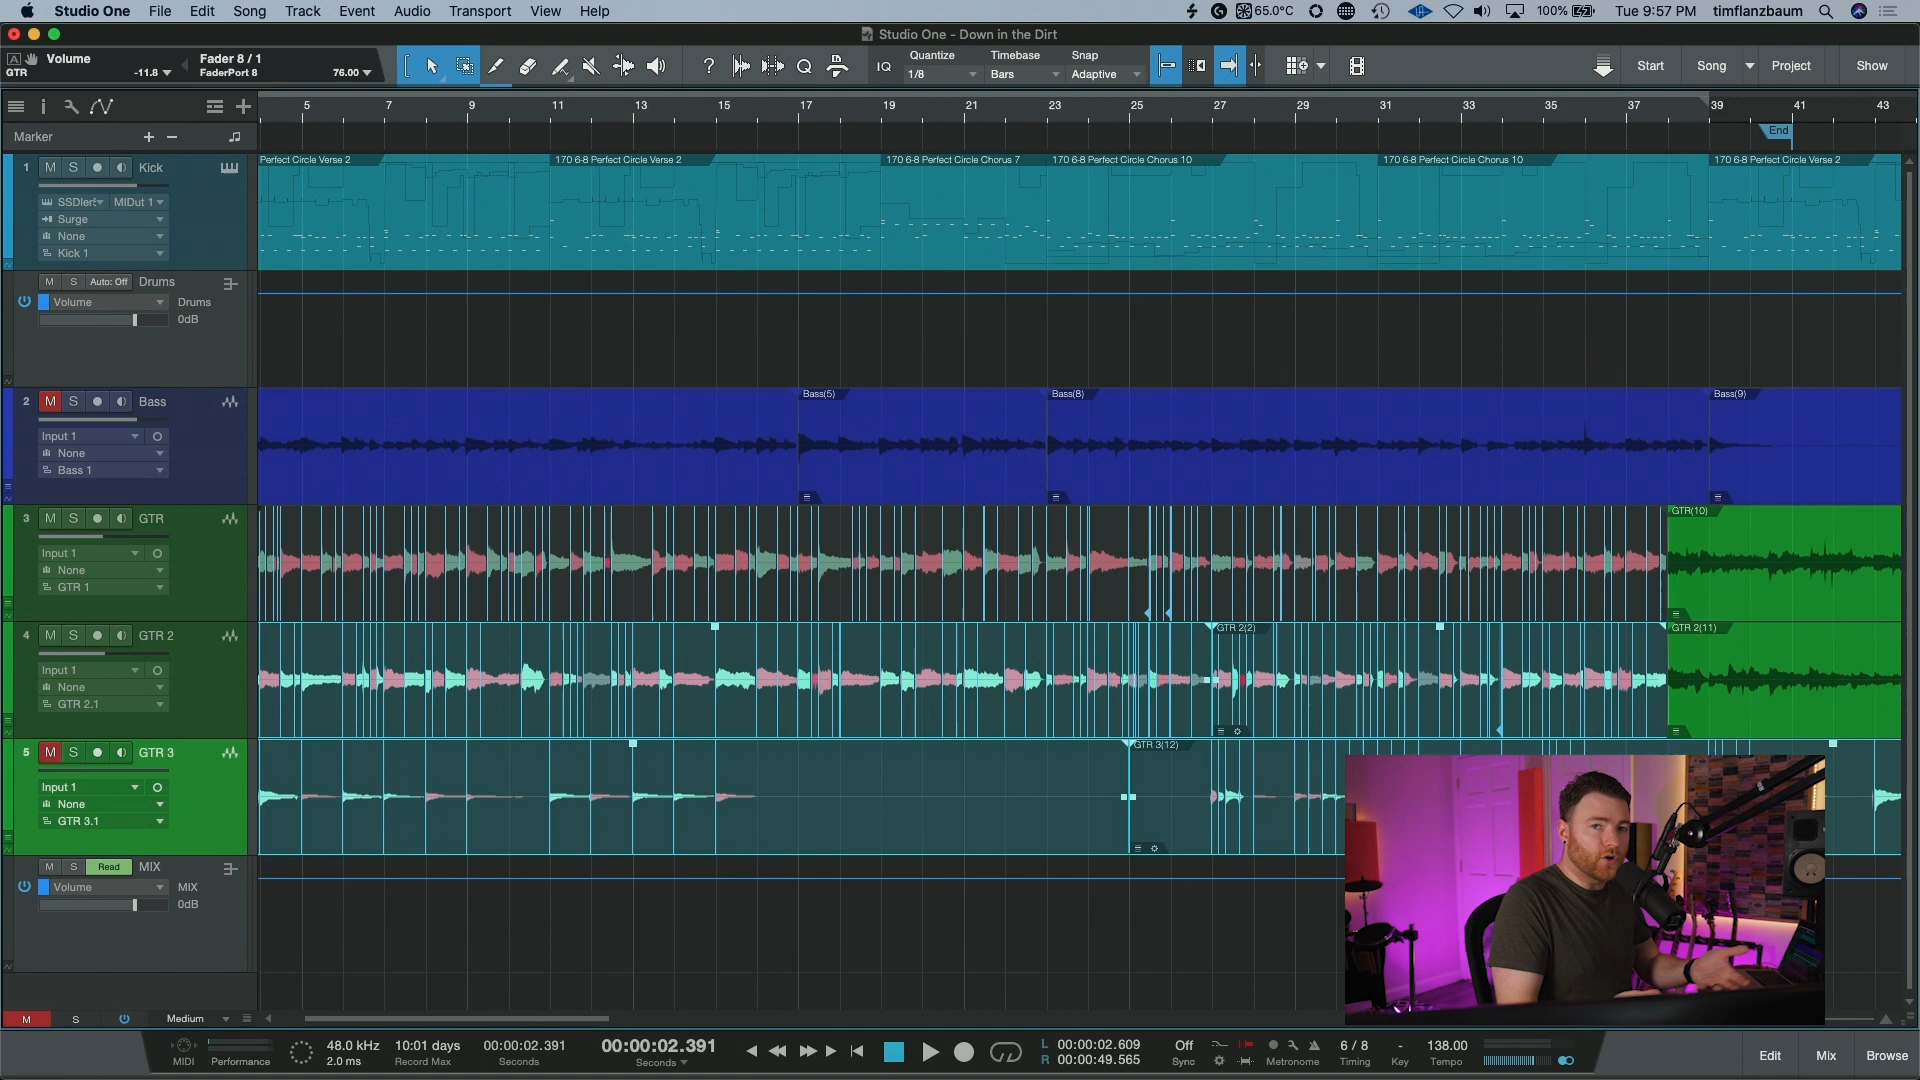 Studio One File Edit Song Track Event Audio Transport View Help 65.0°C 100% Tue 9:57 PM timflanzbaum
Studio One - Down in the Dirt
A Volume Fader 8 / 1
GTR -11.8 FaderPort 8 76.00
IQ Quantize Timebase Snap
1/8 Bars Adaptive
Start Song Project Show
5 7 9 11 13 15 17 19 21 23 25 27 29 31 33 35 37 39 41 43
Marker + − End
1 M S Kick
Perfect Circle Verse 2 170 6-8 Perfect Circle Verse 2 170 6-8 Perfect Circle Chorus 7 170 6-8 Perfect Circle Chorus 10 170 6-8 Perfect Circle Chorus 10 170 6-8 Perfect Circle Verse 2
MIDut 1
Surge
None
Kick 1
M S Auto: Off Drums
Volume Drums
0dB
2 M S Bass
Bass(5) Bass(8) Bass(9)
Input 1
None
Bass 1
3 M S GTR
GTR(10)
Input 1
None
GTR 1
4 M S GTR 2
GTR 2(2) GTR 2(11)
Input 1
None
GTR 2.1
5 M S GTR 3
GTR 3(12)
Input 1
None
GTR 3.1
M S Read MIX
Volume MIX
0dB
M S Medium
MIDI Performance
48.0 kHz
2.0 ms
10:01 days
Record Max
00:00:02.391
Seconds
00:00:02.391
Seconds
L 00:00:02.609
R 00:00:49.565
Off
Sync
Metronome
6 / 8
Timing
-
Key
138.00
Tempo
Edit Mix Browse